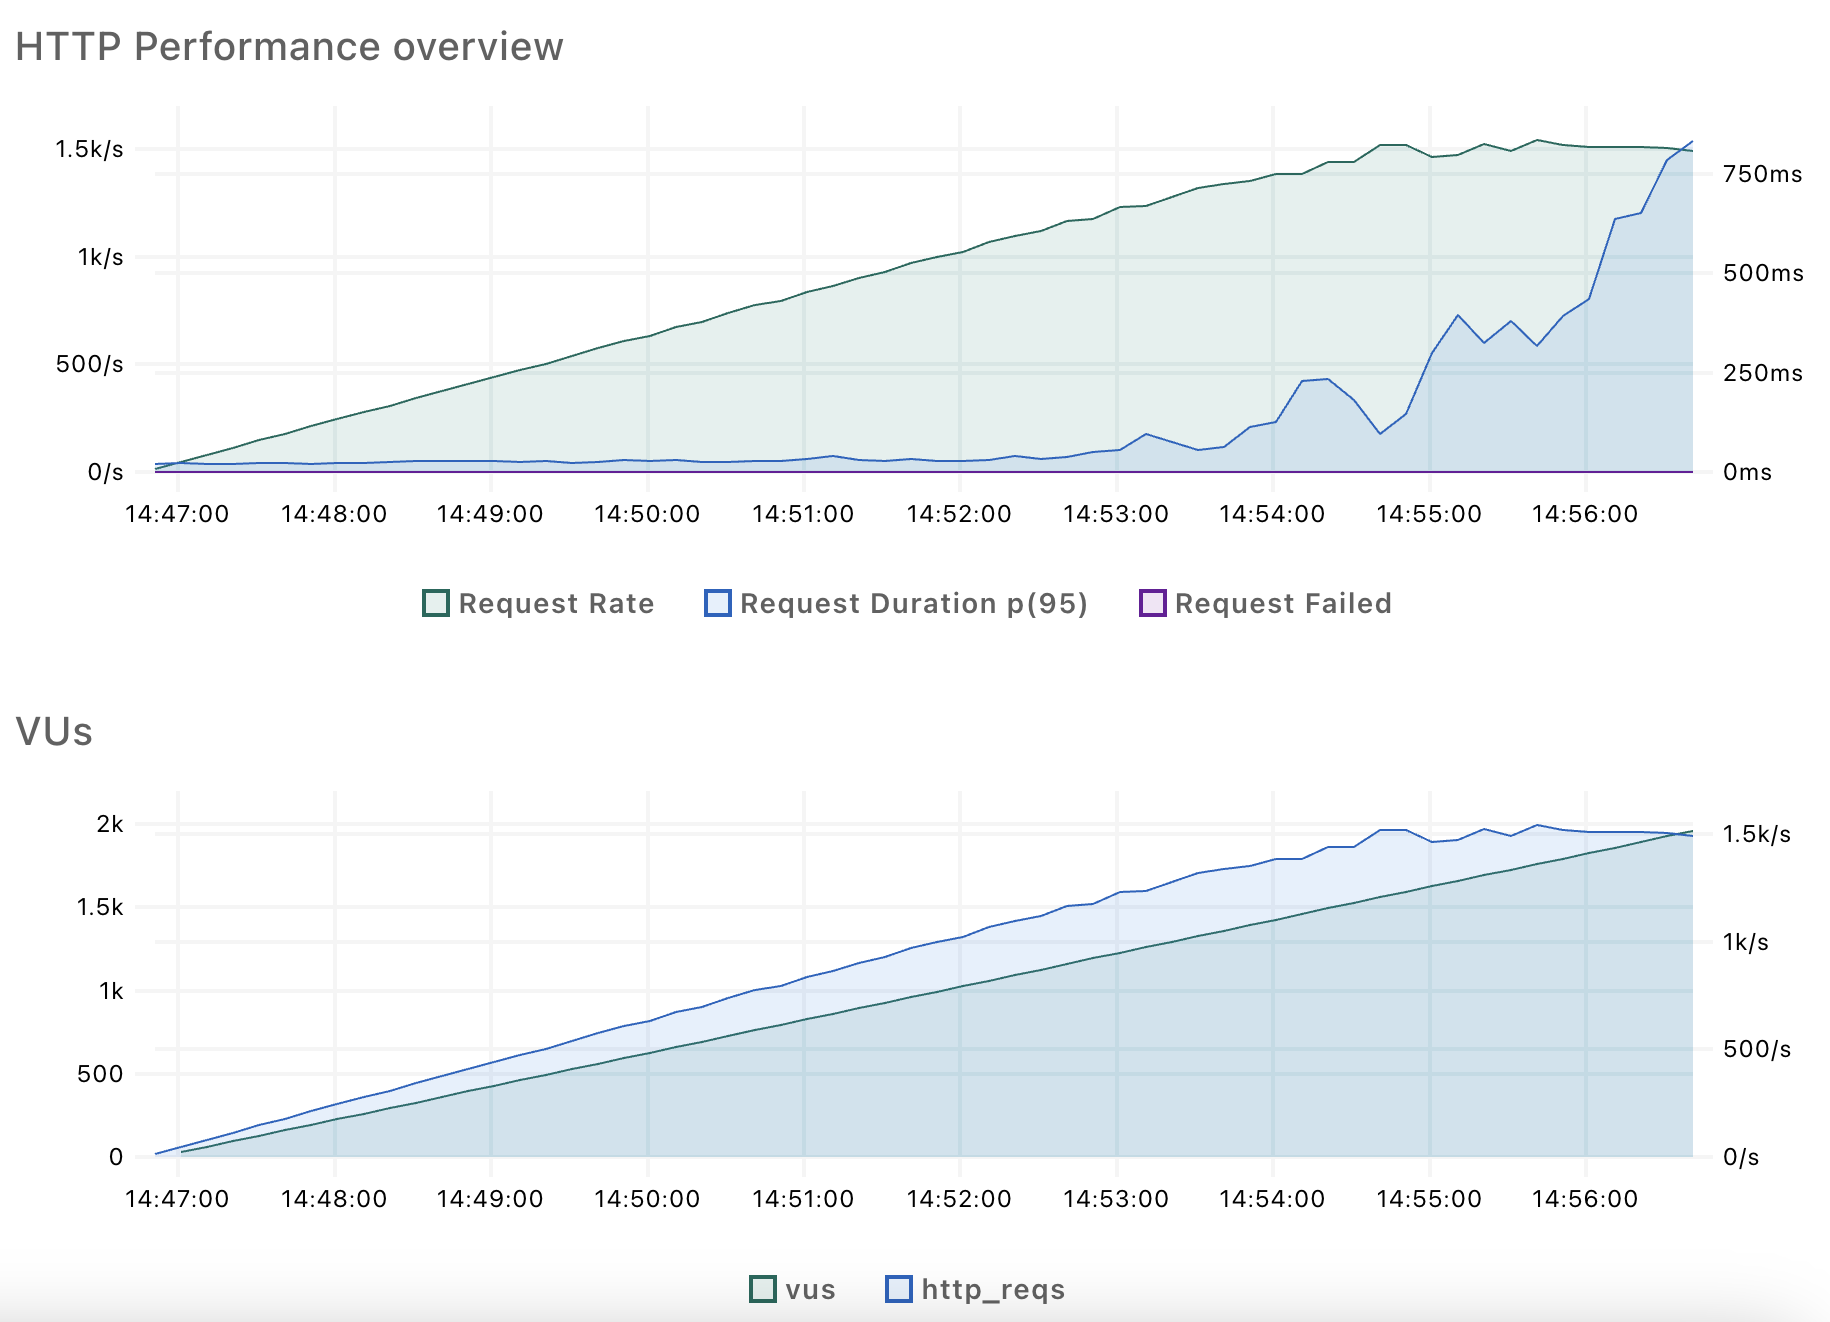 HTTP Performance overview
1.5k/s
750ms
1k/s
500ms
500/s
250ms
0/s
0ms
14:47:00 14:48:00 14:49:00 14:50:00 14:51:00 14:52:00 14:53:00 14:54:00 14:55:00 14:56:00
Request Rate Request Duration p(95) Request Failed
VUs
2k
1.5k/s
1.5k
1k/s
1k
500/s
500
0 0/s
14:47:00 14:48:00 14:49:00 14:50:00 14:51:00 14:52:00 14:53:00 14:54:00 14:55:00 14:56:00
vus http_reqs